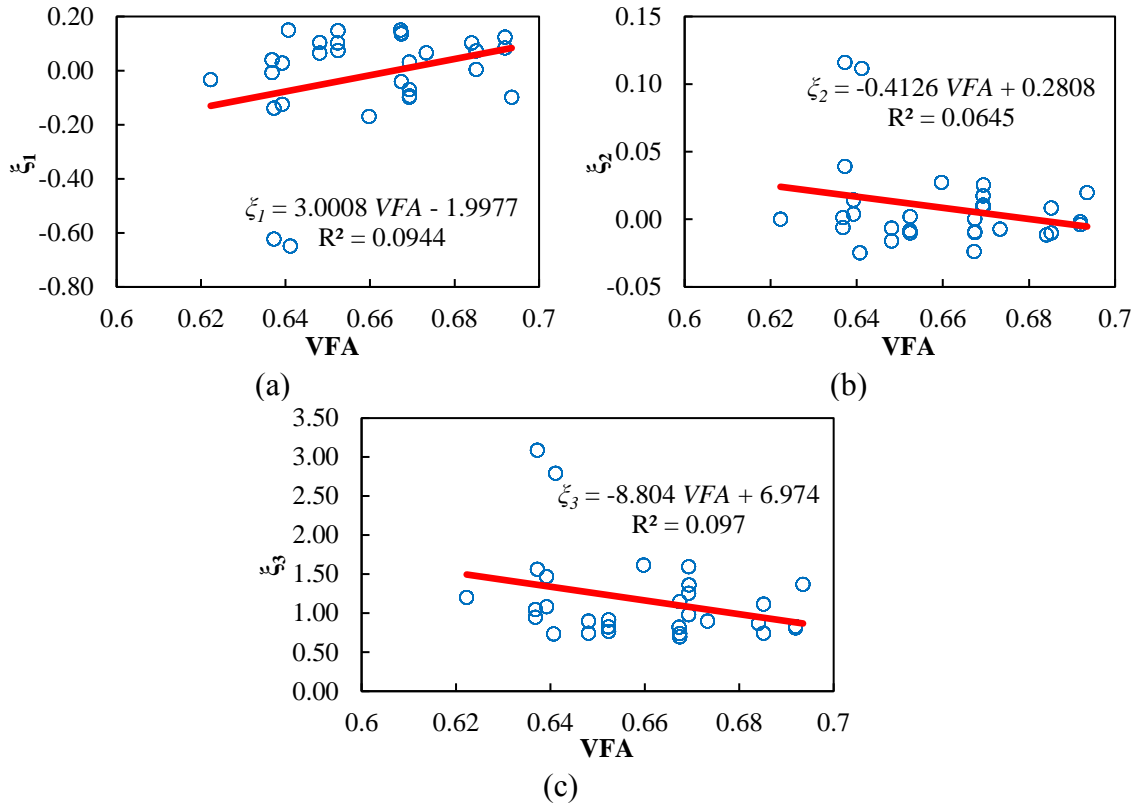 0.20
0.00
-0.20
-0.40
-0.60
-0.80
ξ1
ξ1 = 3.0008 VFA - 1.9977
R² = 0.0944
0.6 0.62 0.64 0.66 0.68 0.7
VFA
(a)
0.15
0.10
0.05
0.00
-0.05
ξ2
ξ2 = -0.4126 VFA + 0.2808
R² = 0.0645
0.6 0.62 0.64 0.66 0.68 0.7
VFA
(b)
3.50
3.00
2.50
2.00
1.50
1.00
0.50
0.00
ξ3
ξ3 = -8.804 VFA + 6.974
R² = 0.097
0.6 0.62 0.64 0.66 0.68 0.7
VFA
(c)